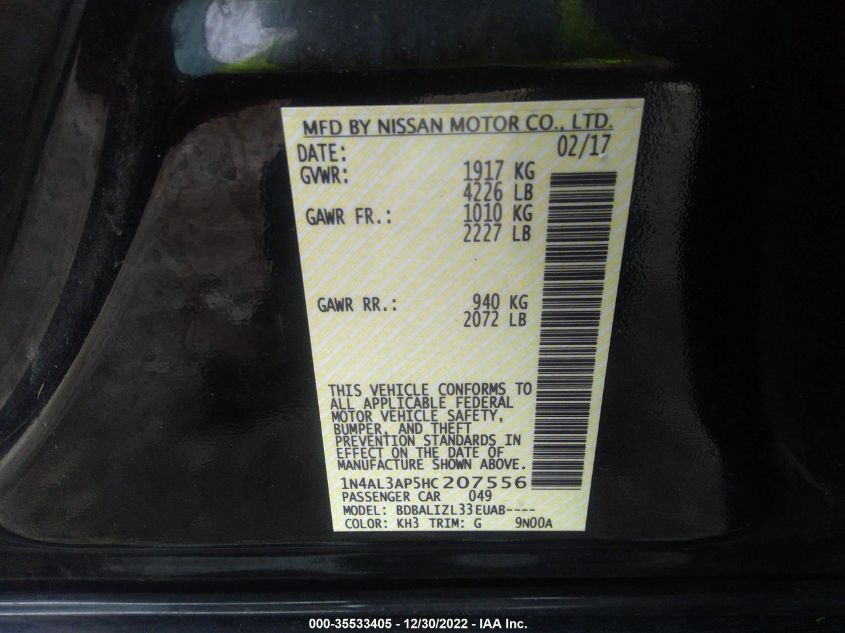 MFD BY NISSAN MOTOR CO., LTD.
DATE: 02/17
GVWR: 1917 KG
4226 LB
GAWR FR.: 1010 KG
2227 LB
GAWR RR.: 940 KG
2072 LB
THIS VEHICLE CONFORMS TO
ALL APPLICABLE FEDERAL
MOTOR VEHICLE SAFETY,
BUMPER, AND THEFT
PREVENTION STANDARDS IN
EFFECT ON THE DATE OF
MANUFACTURE SHOWN ABOVE.
1N4AL3AP5HC207556
PASSENGER CAR 049
MODEL: BDBALIZL33EUAB----
COLOR: KH3 TRIM: G 9N00A
000-35533405 - 12/30/2022 - IAA Inc.